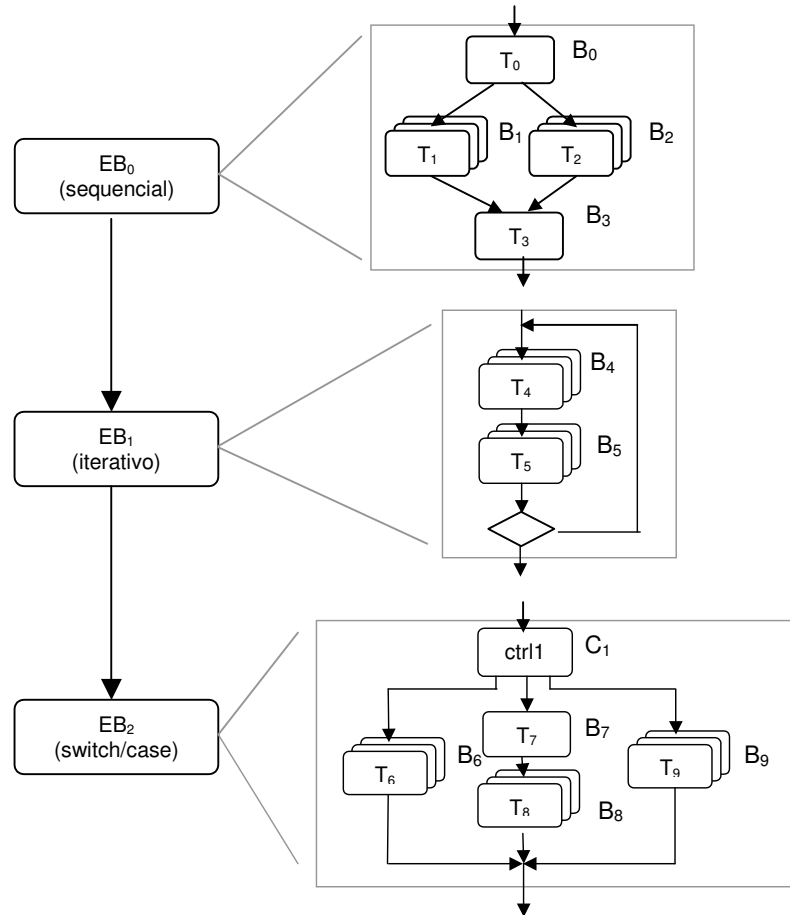 T₀ B₀
T₁ B₁ T₂ B₂
T₃ B₃
EB₀
(sequencial)
T₄ B₄
T₅ B₅
EB₁
(iterativo)
ctrl1 C₁
EB₂
(switch/case)
T₇ B₇
T₆ B₆ T₉ B₉
T₈ B₈